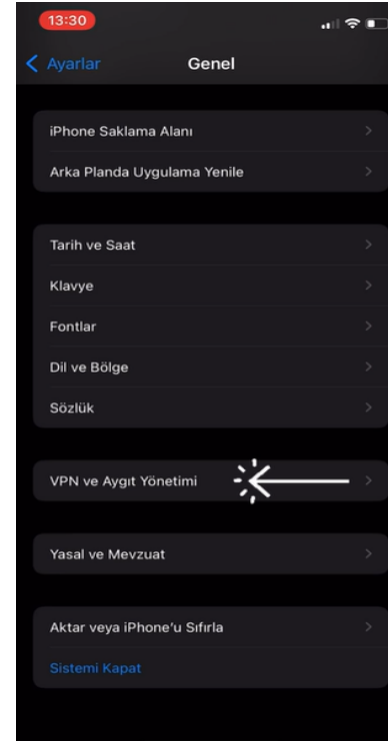 13:30
Ayarlar
Genel
iPhone Saklama Alanı
Arka Planda Uygulama Yenile
Tarih ve Saat
Klavye
Fontlar
Dil ve Bölge
Sözlük
VPN ve Aygıt Yönetimi
Yasal ve Mevzuat
Aktar veya iPhone'u Sıfırla
Sistemi Kapat